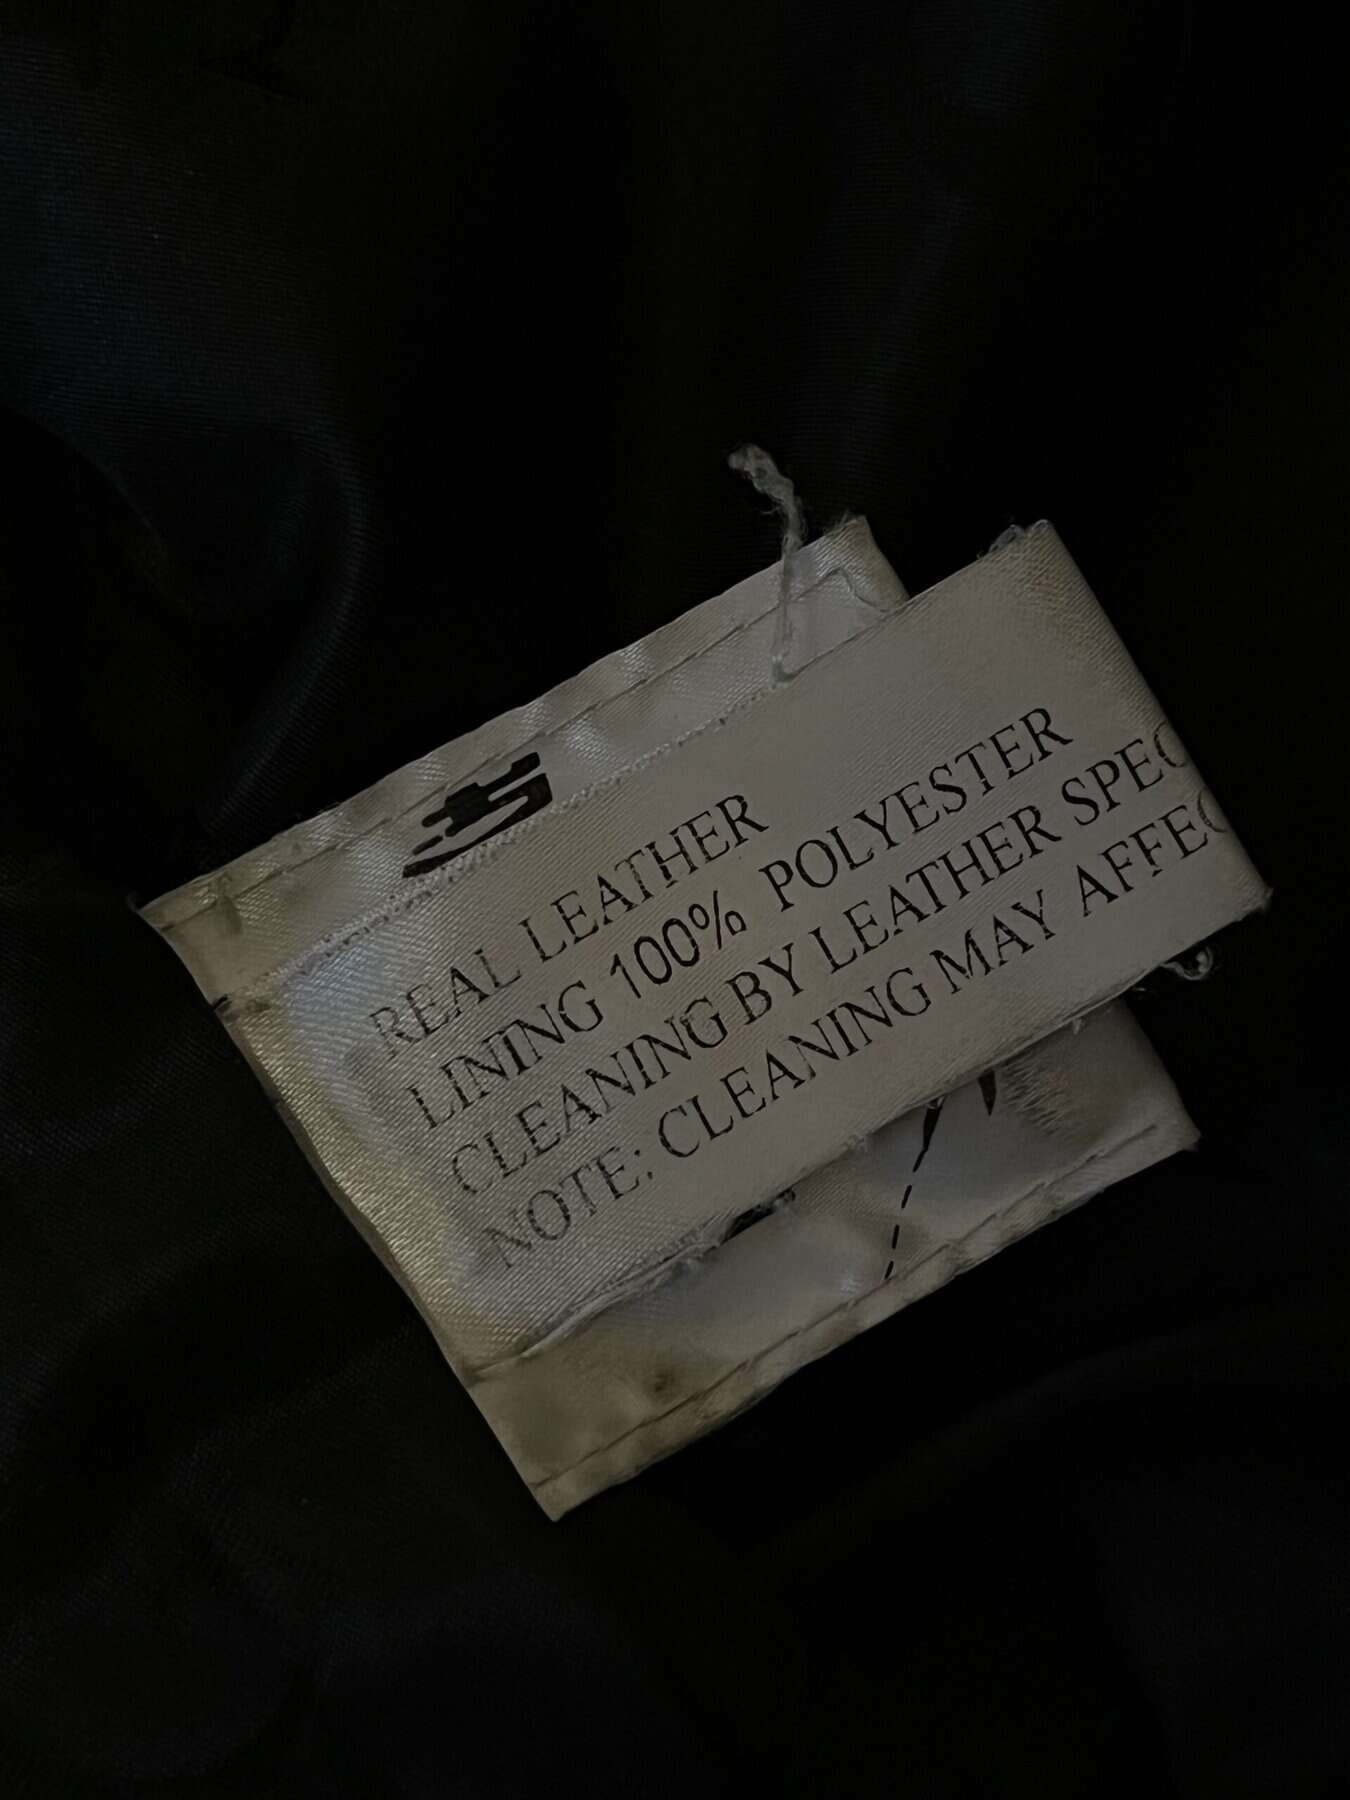 REAL LEATHER
LINING 100% POLYESTER
CLEANING BY LEATHER SPEC
NOTE: CLEANING MAY AFFEC